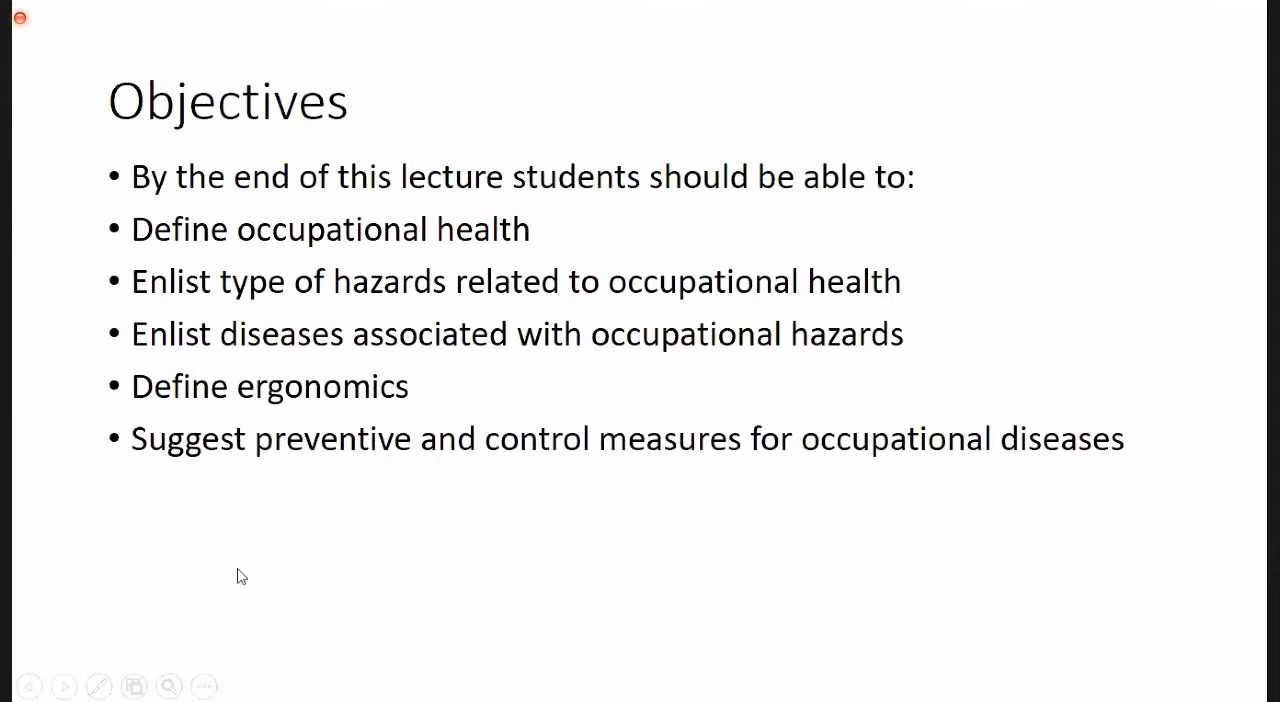 Objectives
• By the end of this lecture students should be able to:
• Define occupational health
• Enlist type of hazards related to occupational health
• Enlist diseases associated with occupational hazards
• Define ergonomics
• Suggest preventive and control measures for occupational diseases